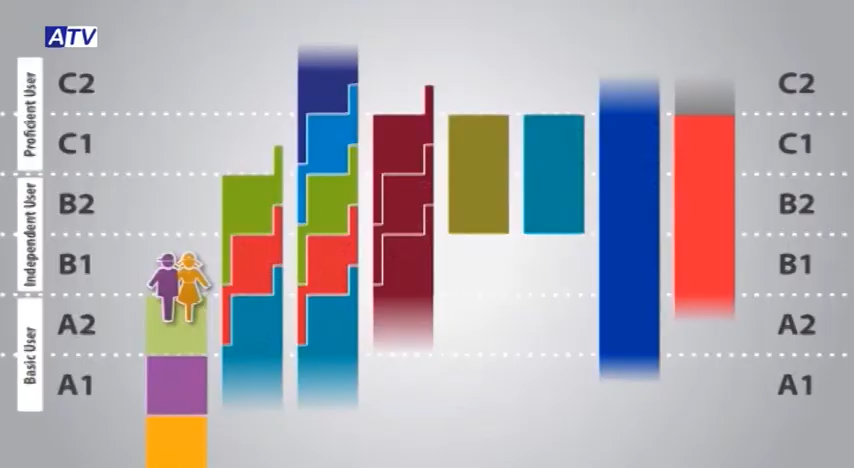 ATV
Proficient User
C2
C1
Independent User
B2
B1
Basic User
A2
A1
C2
C1
B2
B1
A2
A1